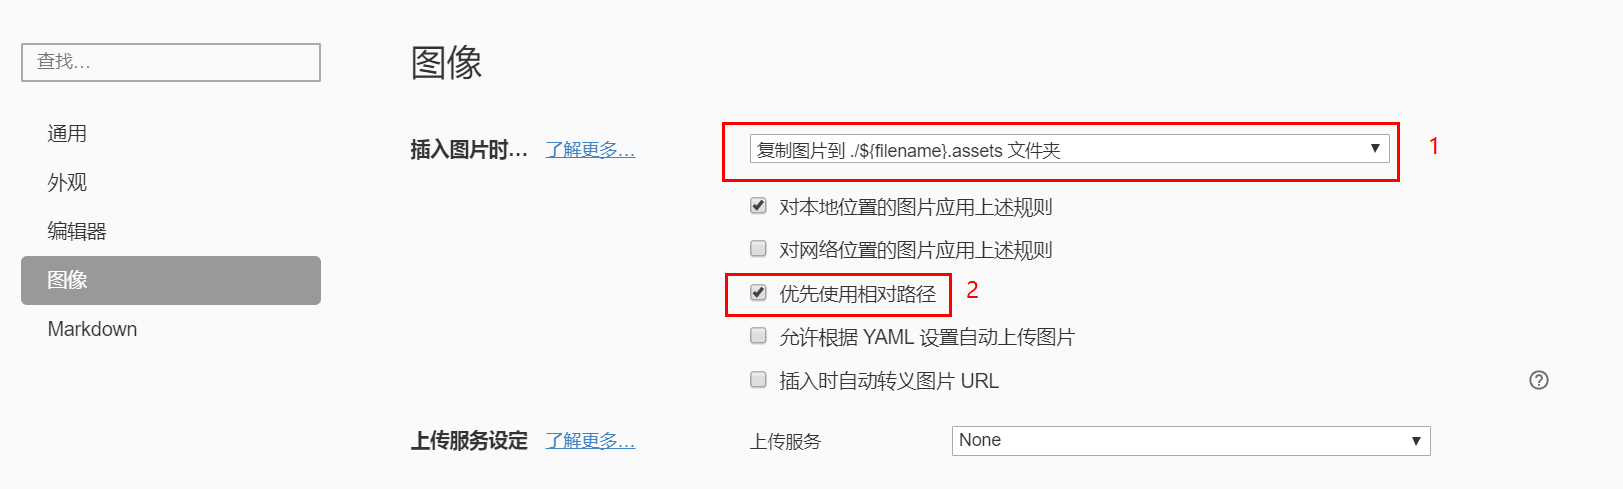 查找...
通用
外观
编辑器
图像
Markdown
图像
插入图片时... 了解更多... 复制图片到 ./${filename}.assets 文件夹 ▼ 1
对本地位置的图片应用上述规则
对网络位置的图片应用上述规则
优先使用相对路径 2
允许根据 YAML 设置自动上传图片
插入时自动转义图片 URL ?
上传服务设定 了解更多... 上传服务 None ▼